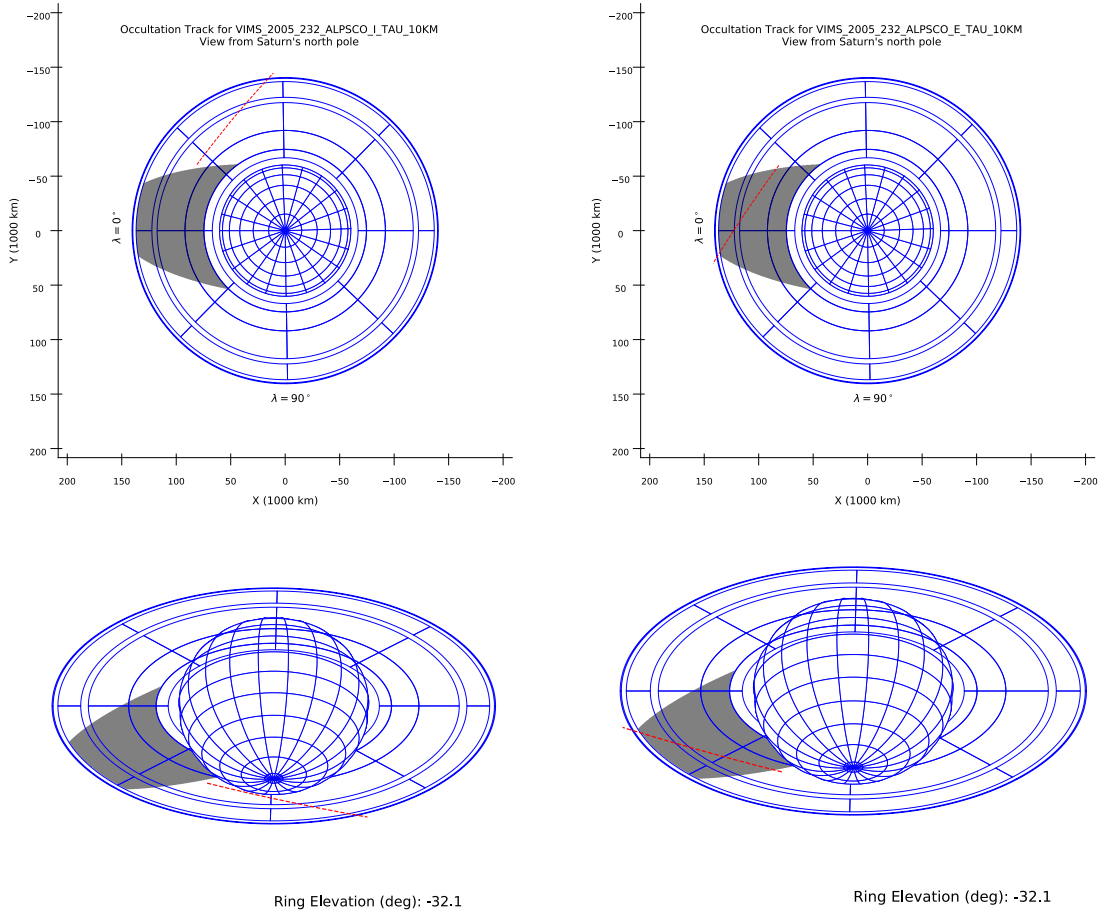 Occultation Track for VIMS_2005_232_ALPSCO_I_TAU_10KM
View from Saturn's north pole
−200
−150
−100
−50
0
50
100
150
200
Y (1000 km)
λ = 0°
λ = 90°
200
150
100
50
0
−50
−100
−150
−200
X (1000 km)
Occultation Track for VIMS_2005_232_ALPSCO_E_TAU_10KM
View from Saturn's north pole
−200
−150
−100
−50
0
50
100
150
200
Y (1000 km)
λ = 0°
λ = 90°
200
150
100
50
0
−50
−100
−150
−200
X (1000 km)
Ring Elevation (deg): -32.1
Ring Elevation (deg): -32.1